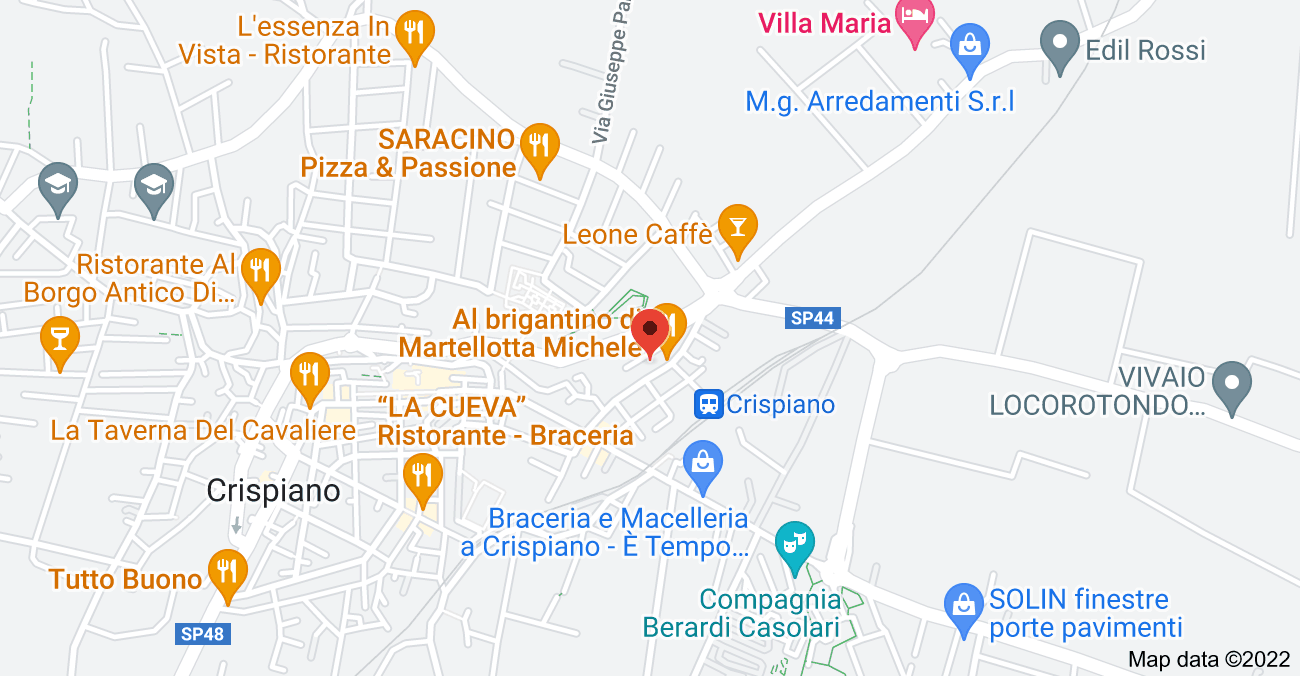 L'essenza In
Vista - Ristorante
Via Giuseppe Pa
Villa Maria
Edil Rossi
M.g. Arredamenti S.r.l
SARACINO
Pizza & Passione
Leone Caffè
Ristorante Al
Borgo Antico Di...
Al brigantino di
Martellotta Michele
SP44
VIVAIO
LOCOROTONDO...
Crispiano
“LA CUEVA”
Ristorante - Braceria
La Taverna Del Cavaliere
Crispiano
Braceria e Macelleria
a Crispiano - È Tempo...
Tutto Buono
SP48
Compagnia
Berardi Casolari
SOLIN finestre
porte pavimenti
Map data ©2022